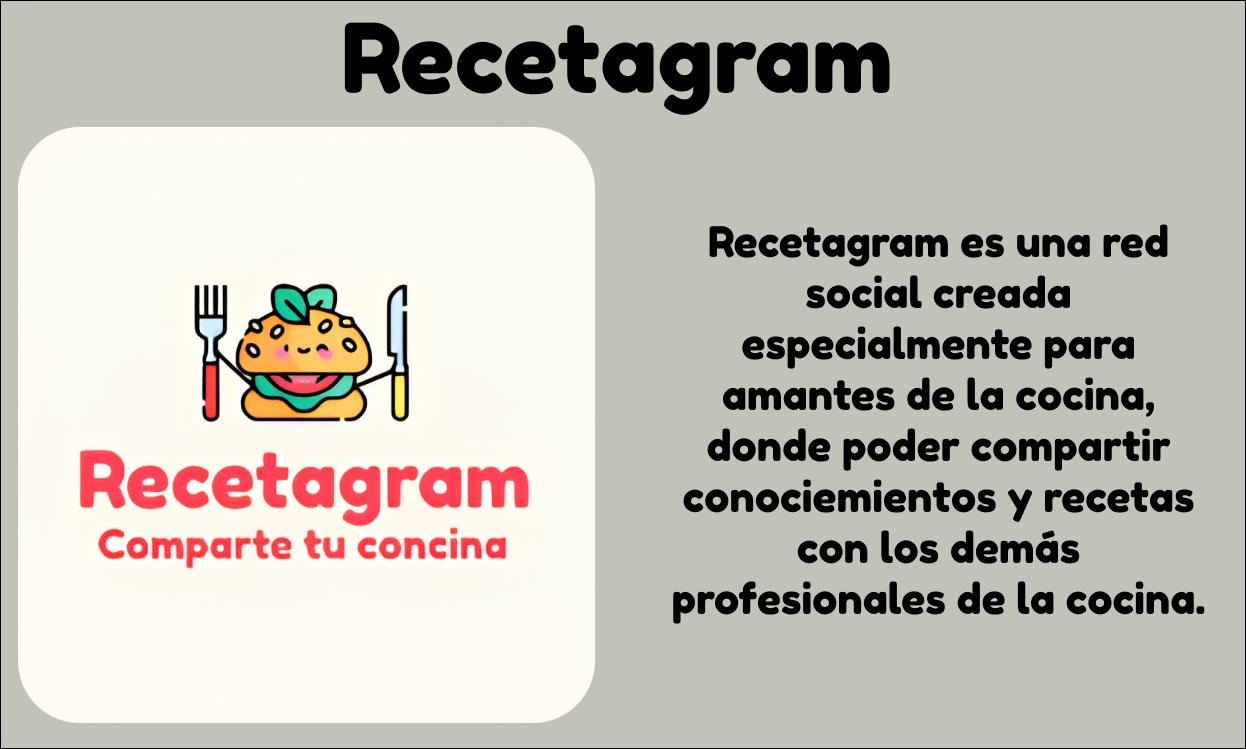 Recetagram
Recetagram
Comparte tu concina
Recetagram es una red
social creada
especialmente para
amantes de la cocina,
donde poder compartir
conociemientos y recetas
con los demás
profesionales de la cocina.